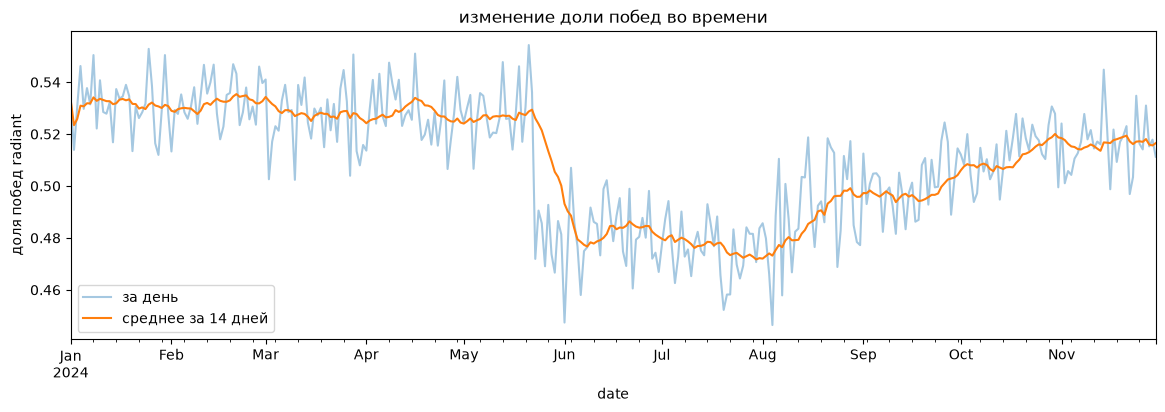 изменение доли побед во времени
доля побед radiant
0.54
0.52
0.50
0.48
0.46
за день
среднее за 14 дней
Jan Feb Mar Apr May Jun Jul Aug Sep Oct Nov
2024
date